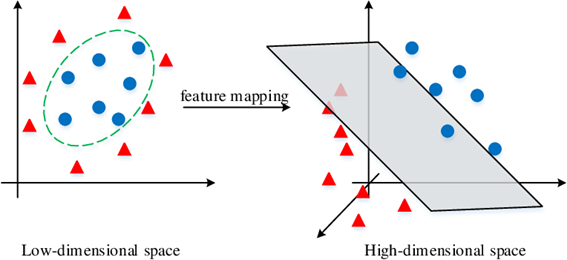 feature mapping
Low-dimensional space
High-dimensional space